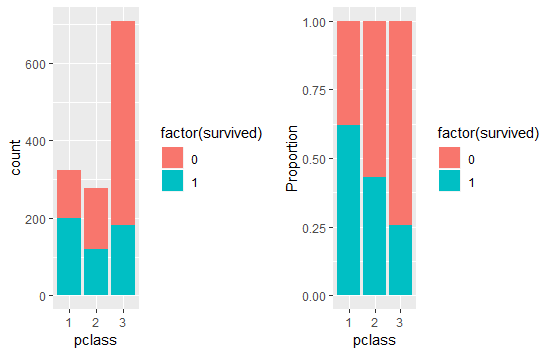 count
600
400
200
0
1 2 3
pclass
factor(survived)
0
1
Proportion
1.00
0.75
0.50
0.25
0.00
1 2 3
pclass
factor(survived)
0
1